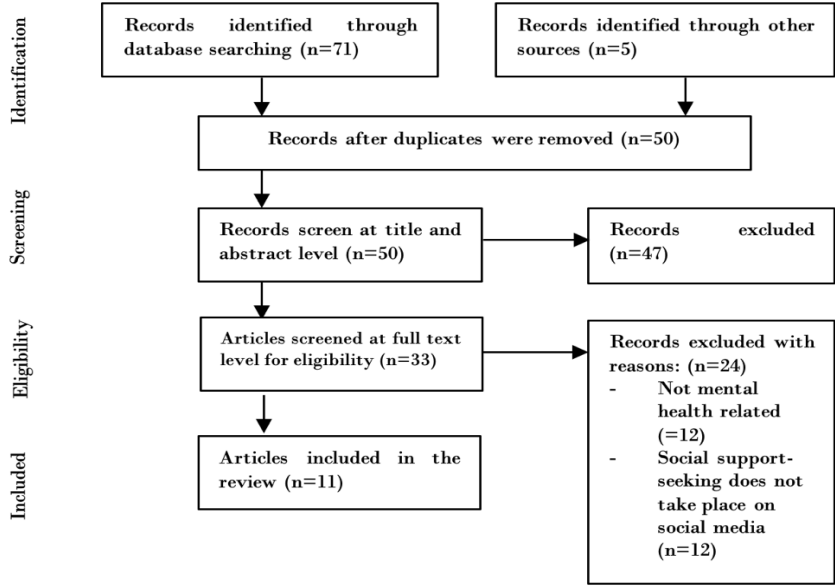 Identification
Records identified through
database searching (n=71)
Records identified through other
sources (n=5)
Records after duplicates were removed (n=50)
Screening
Records screen at title and
abstract level (n=50)
Records excluded
(n=47)
Eligibility
Articles screened at full text
level for eligibility (n=33)
Records excluded with
reasons: (n=24)
- Not mental
health related
(=12)
- Social support-
seeking does not
take place on
social media
(n=12)
Included
Articles included in the
review (n=11)